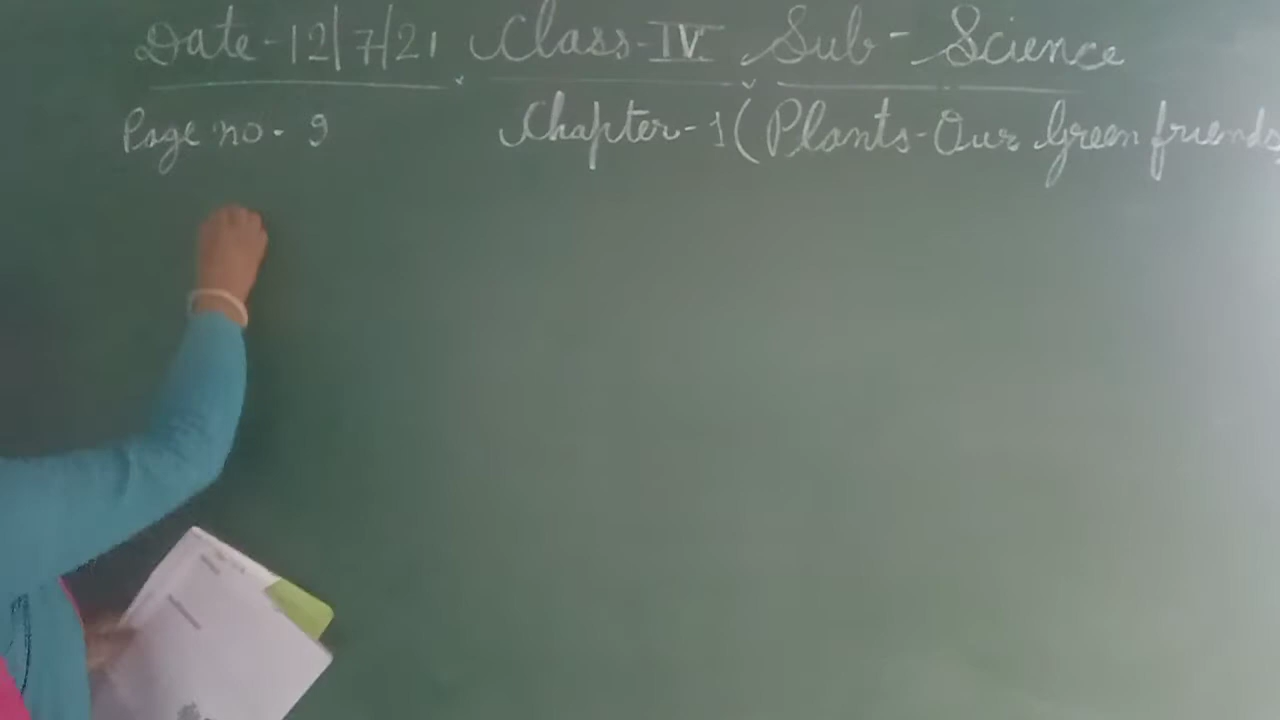 Date-12/7/21 Class-IV Sub-Science
Page no-9 Chapter-1(Plants-Our Green friends